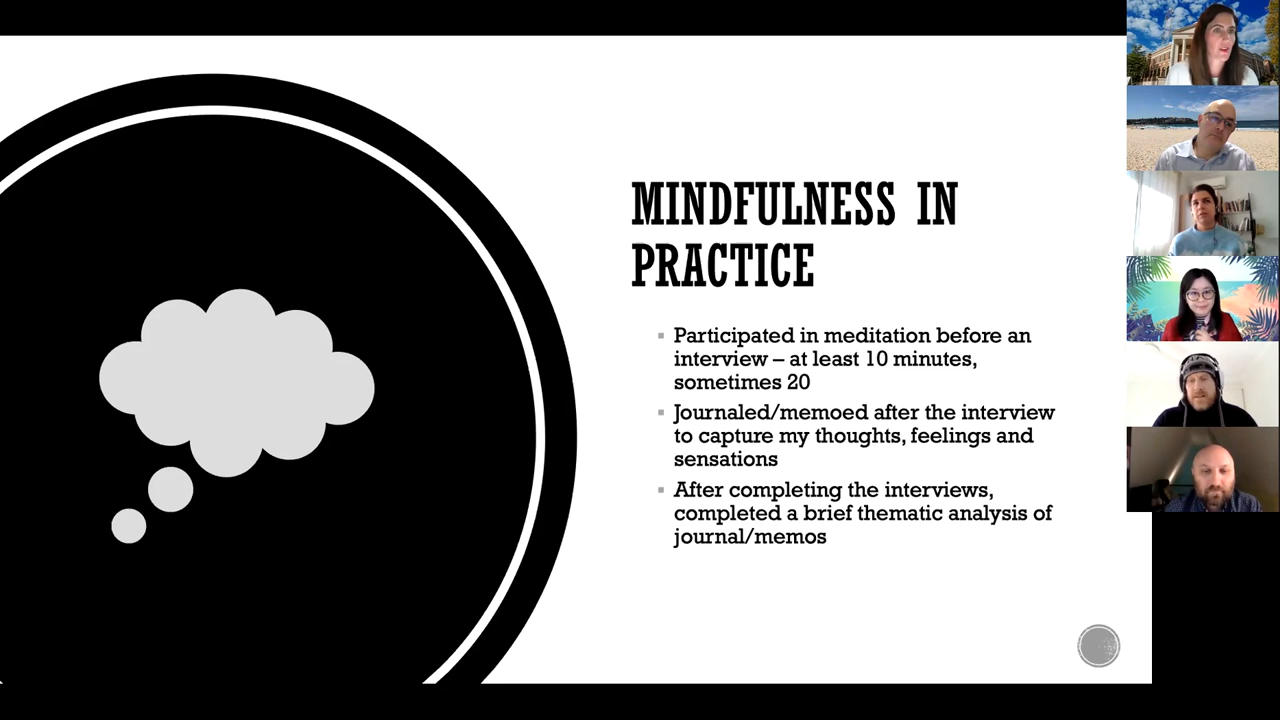 MINDFULNESS IN
PRACTICE
Participated in meditation before an
interview – at least 10 minutes,
sometimes 20
Journaled/memoed after the interview
to capture my thoughts, feelings and
sensations
After completing the interviews,
completed a brief thematic analysis of
journal/memos